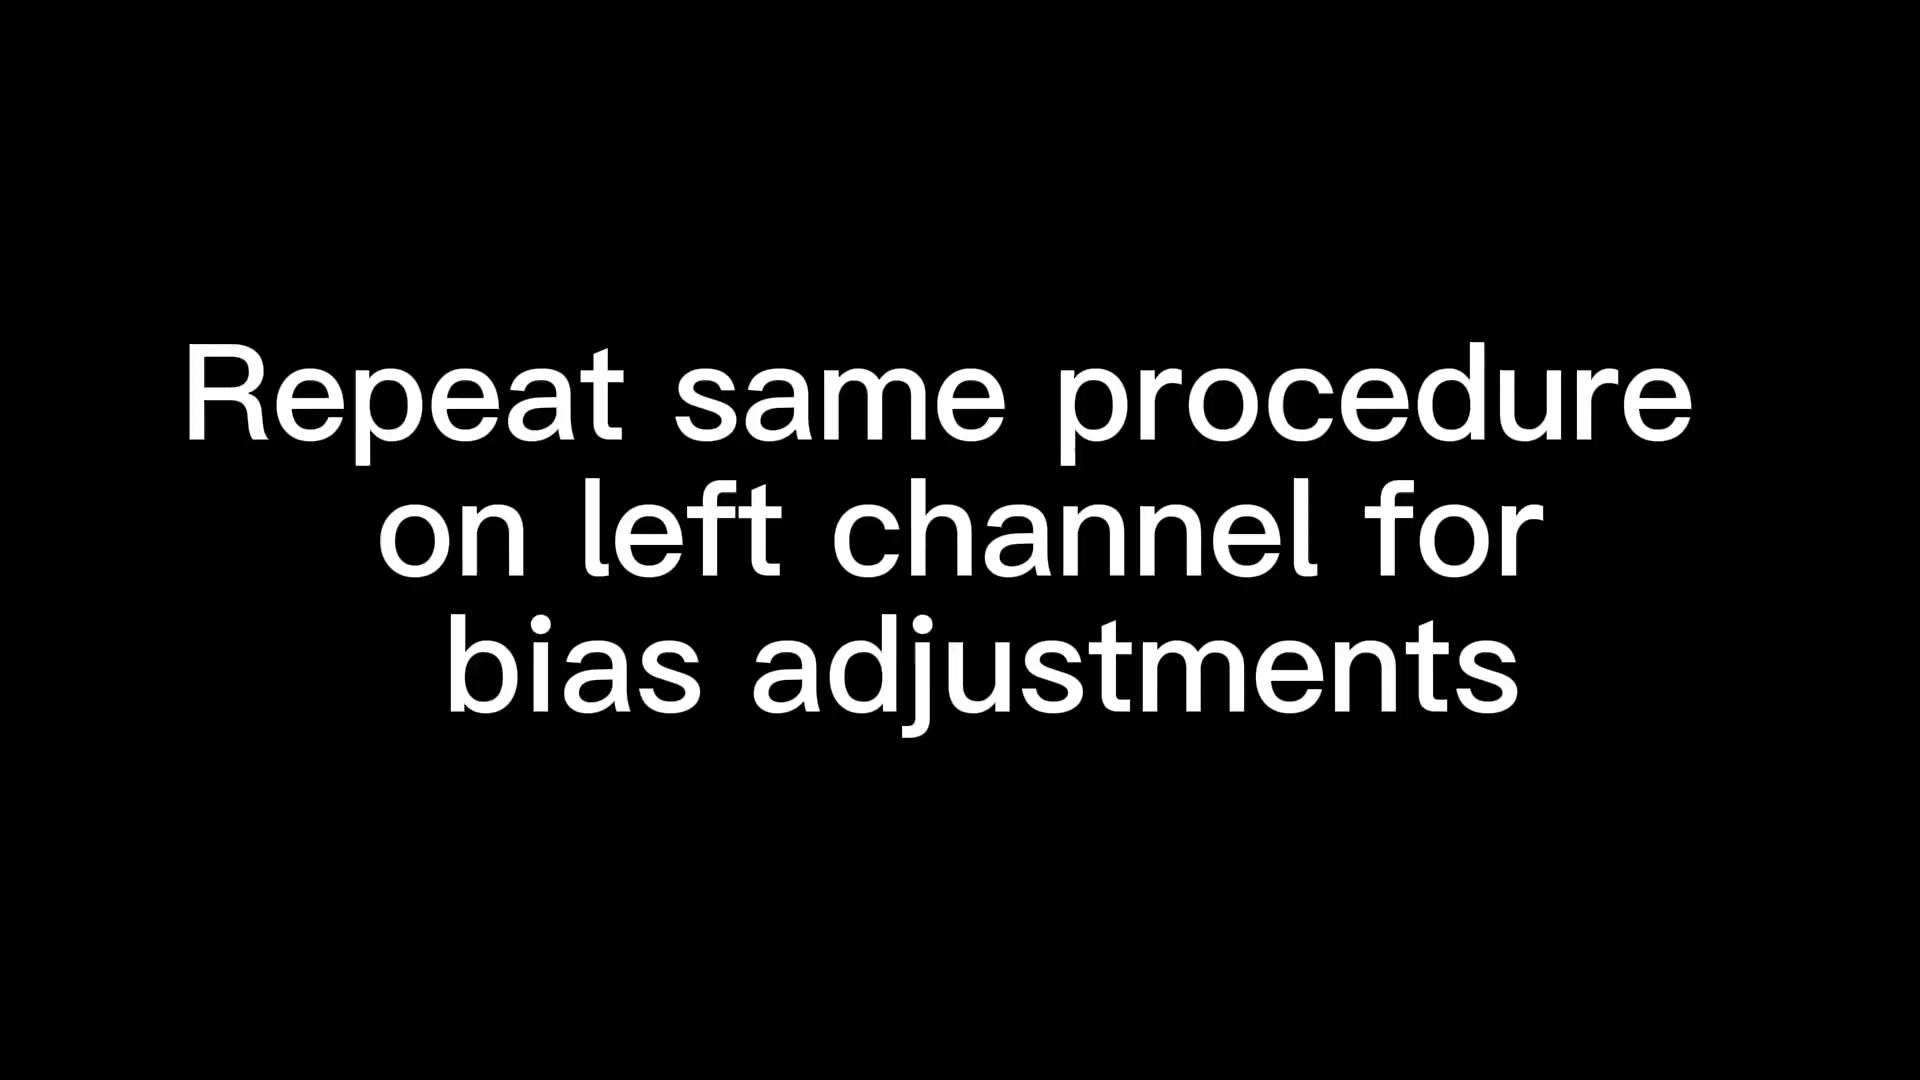 Repeat same procedure
on left channel for
bias adjustments